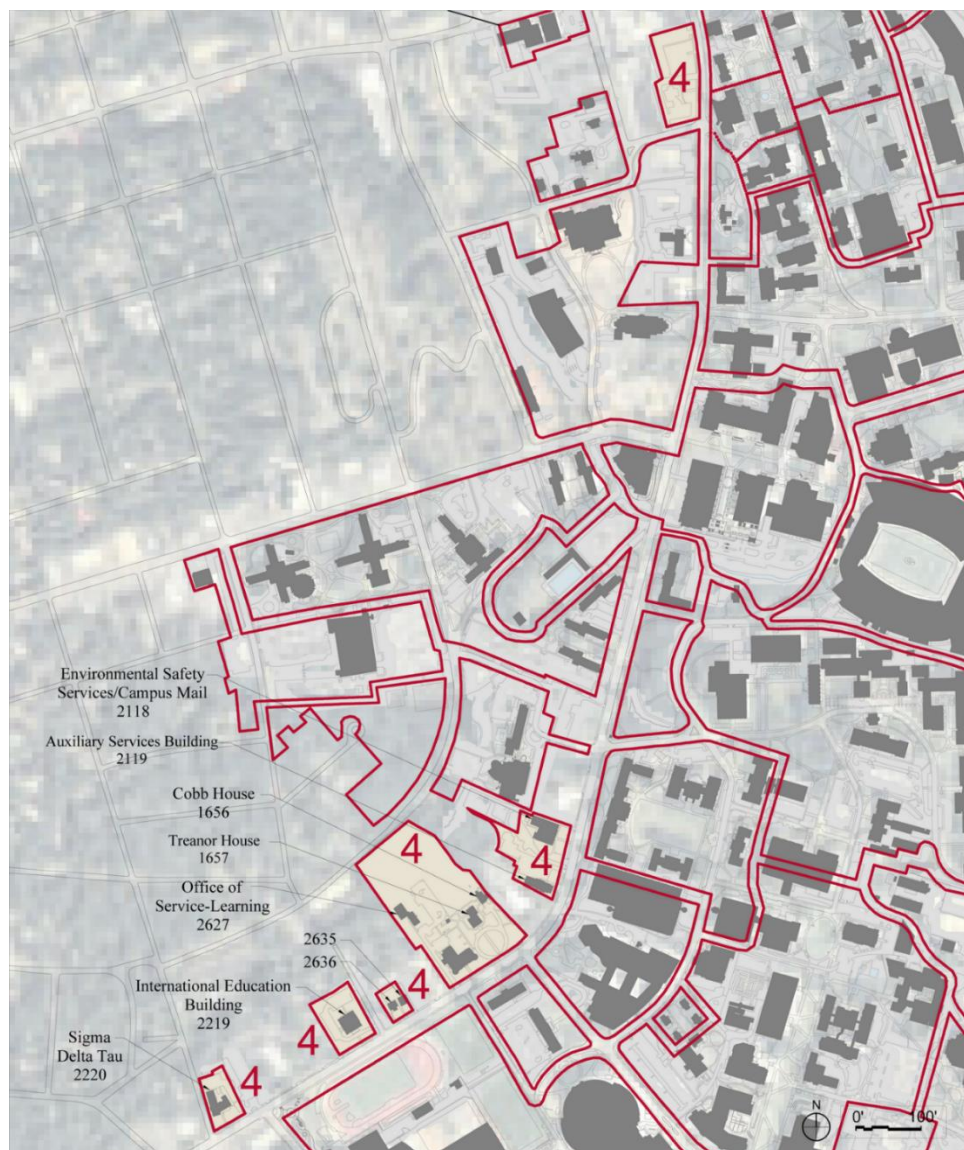 4
Environmental Safety
Services/Campus Mail
2118
Auxiliary Services Building
2119
Cobb House
1656
Treanor House
1657
Office of
Service-Learning
2627
2635
2636
International Education
Building
2219
Sigma
Delta Tau
2220
4
4
4
4
4
N
0'
100'